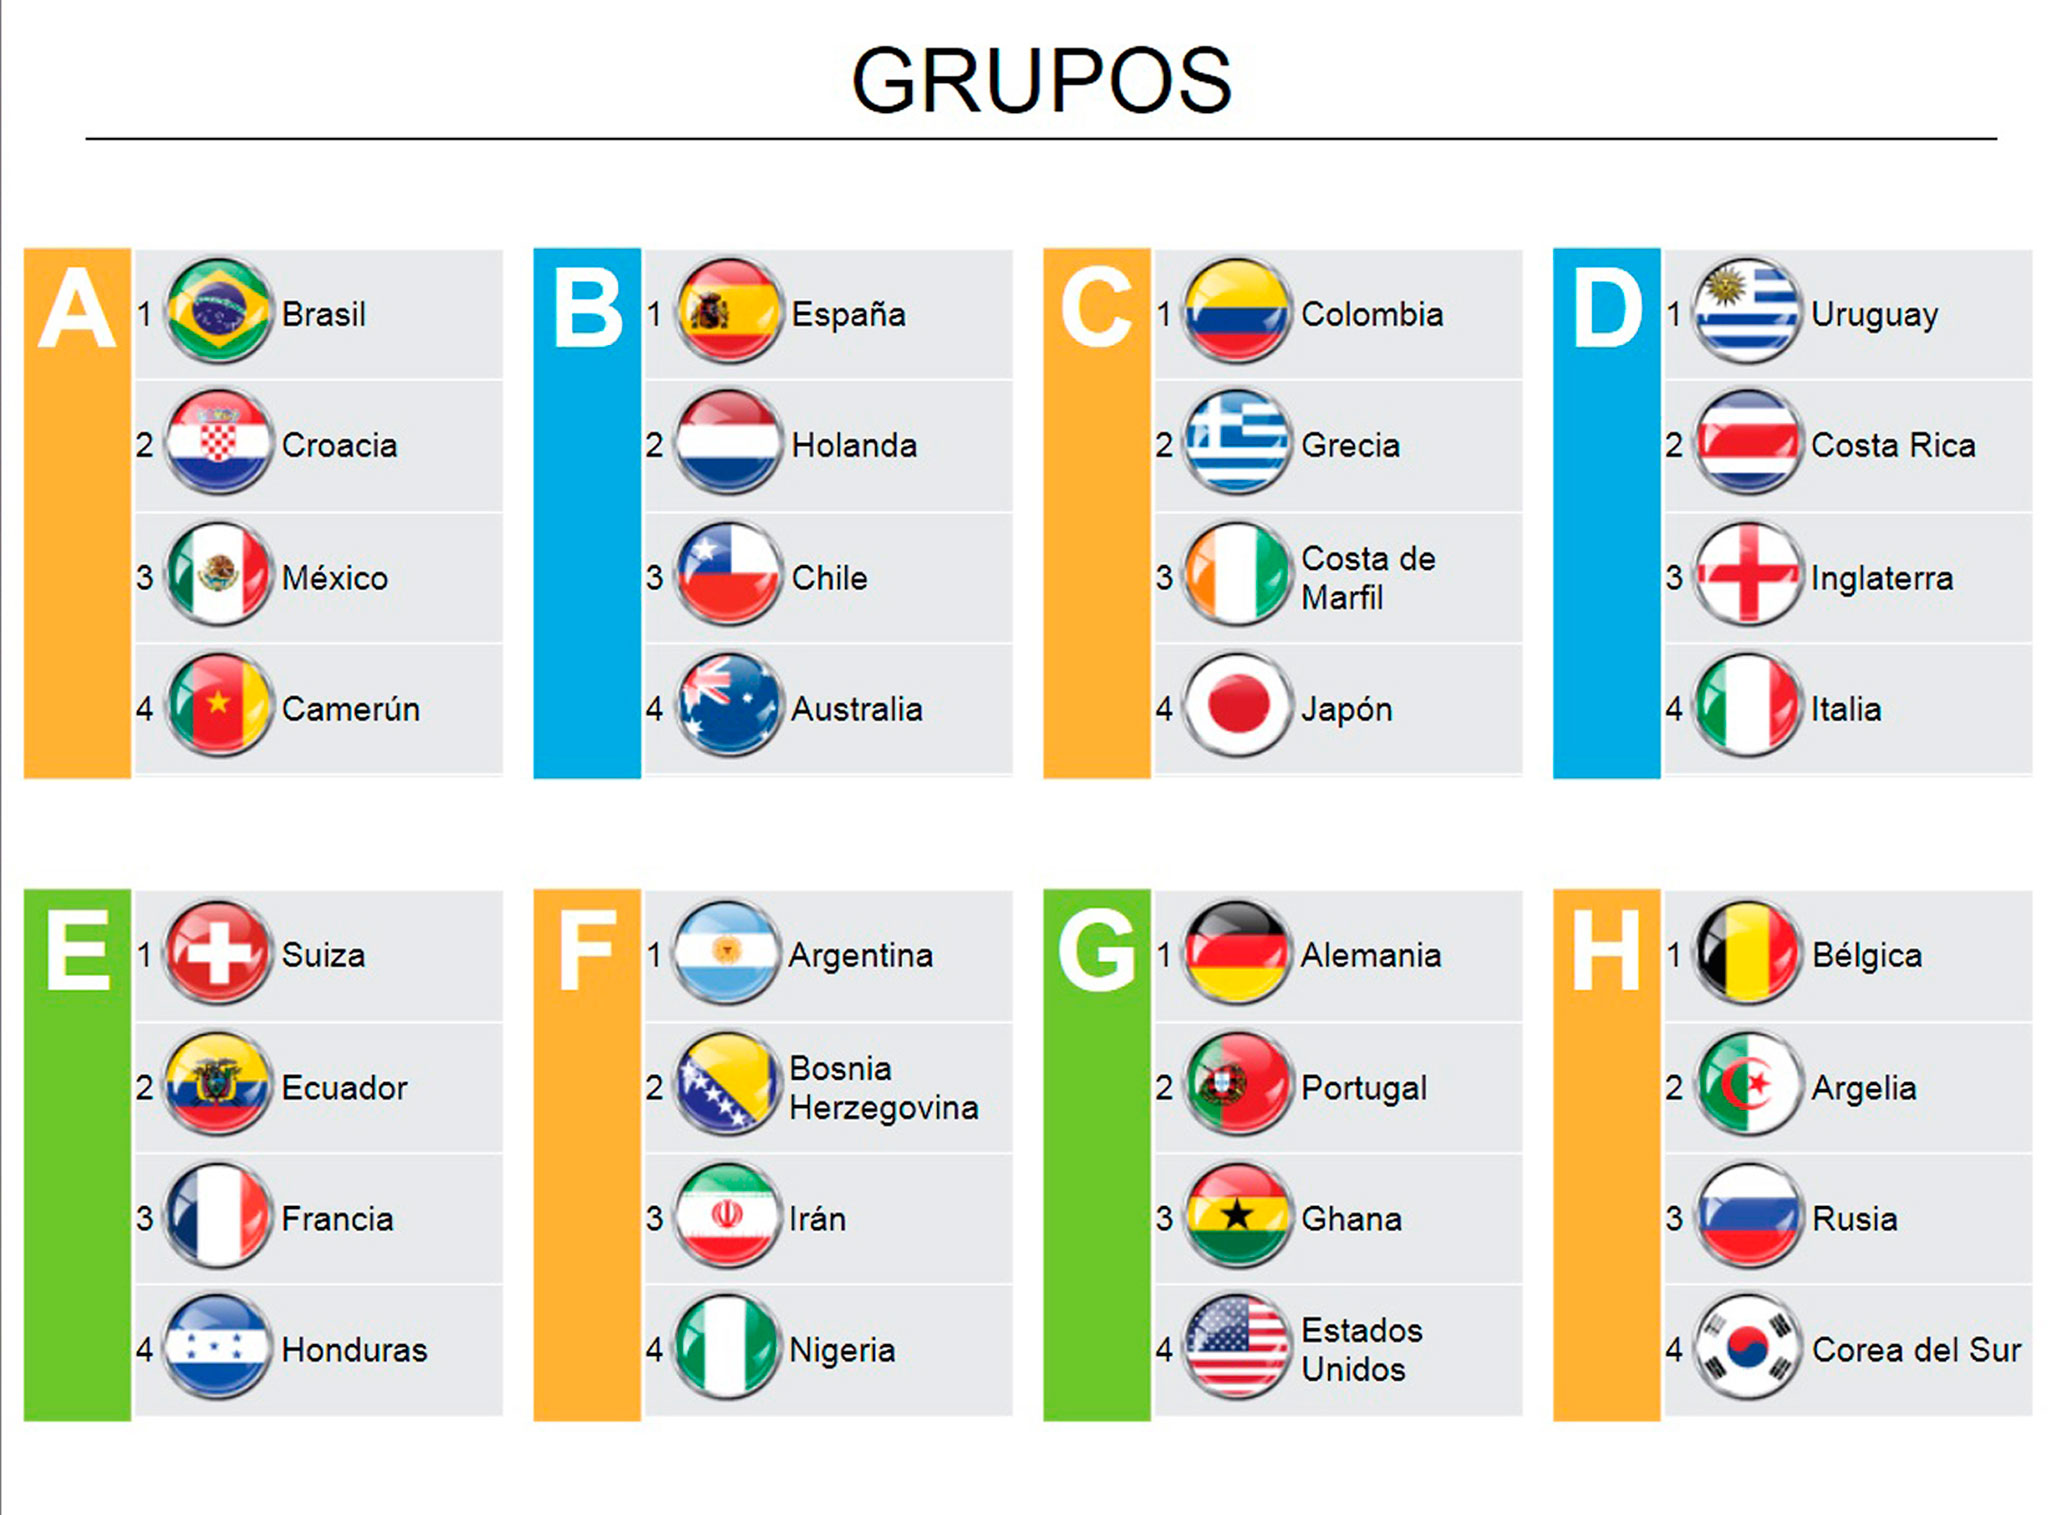 GRUPOS
A
1 Brasil
2 Croacia
3 México
4 Camerún
B
1 España
2 Holanda
3 Chile
4 Australia
C
1 Colombia
2 Grecia
3 Costa de
Marfil
4 Japón
D
1 Uruguay
2 Costa Rica
3 Inglaterra
4 Italia
E
1 Suiza
2 Ecuador
3 Francia
4 Honduras
F
1 Argentina
2 Bosnia
Herzegovina
3 Irán
4 Nigeria
G
1 Alemania
2 Portugal
3 Ghana
4 Estados
Unidos
H
1 Bélgica
2 Argelia
3 Rusia
4 Corea del Sur